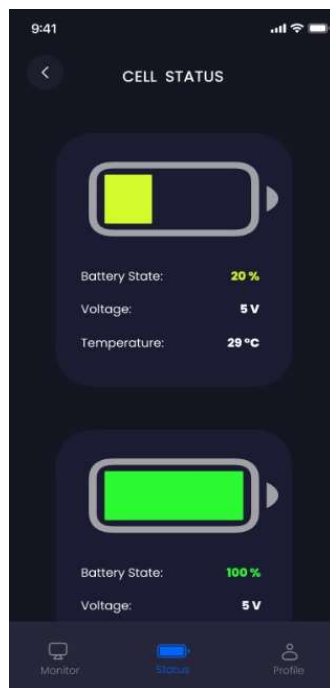 9:41
CELL STATUS
Battery State: 20 %
Voltage: 5 V
Temperature: 29 °C
Battery State: 100 %
Voltage: 5 V
Monitor Status Profile